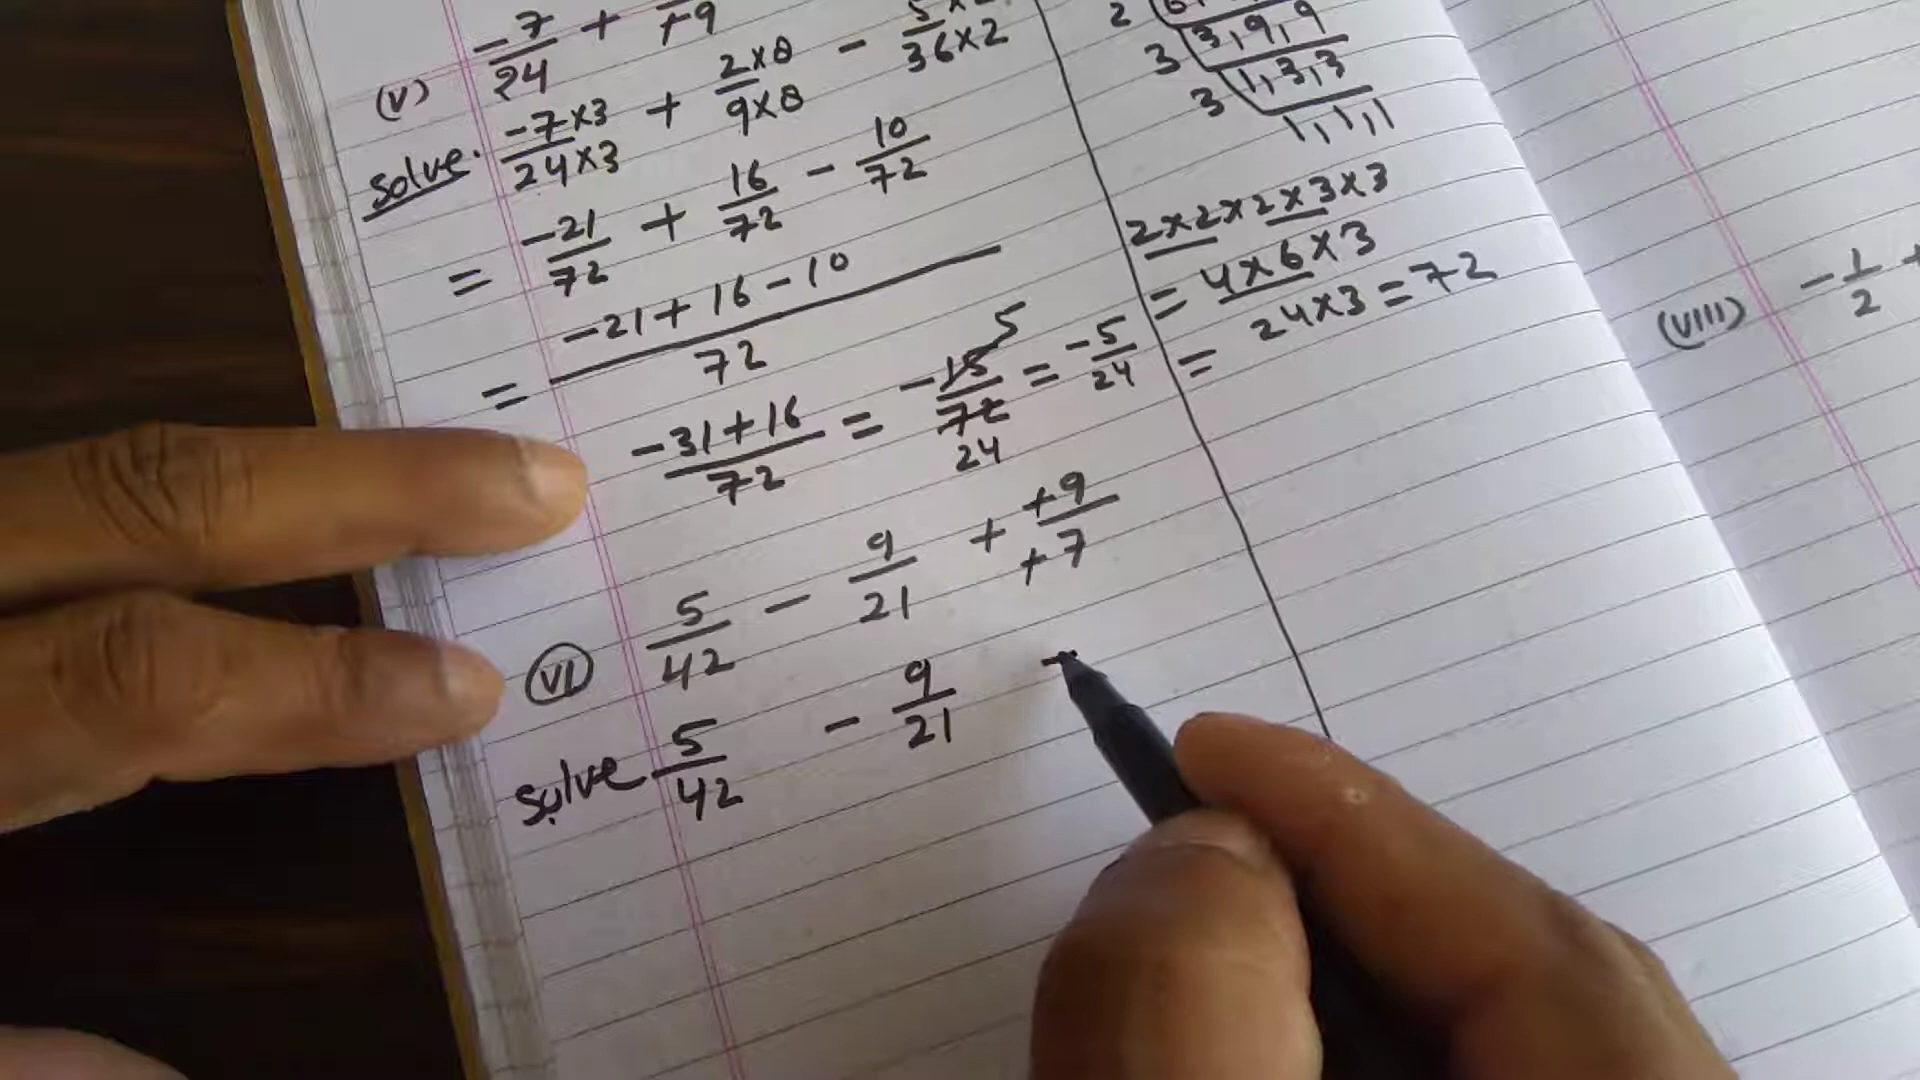 (V) -7/24 + /-9
solve. -7×3/24×3 + 2×8/9×8 - 5×2/36×2
= -21/72 + 16/72 - 10/72
= -21+16-10/72
-31+16/72 = -15/72 5 24 = -5/24
(VI) 5/42 - 9/21 + +9/+7
Solve 5/42 - 9/21 -
2
3 3,9,9
3 1,3,3
1,1,1
2×2×2×3×3
= 4×6×3
= 24×3=72
(VIII) -1/2 +